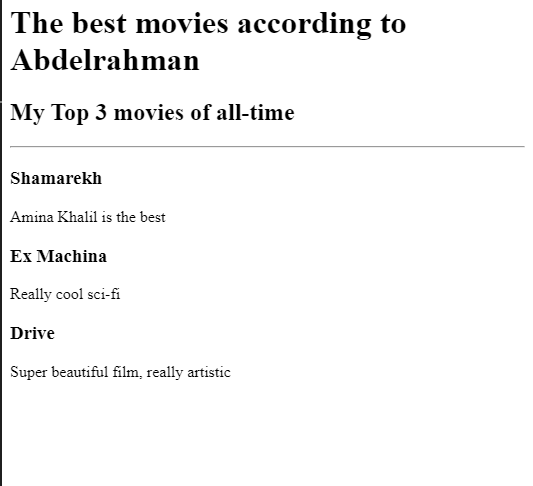 The best movies according to
Abdelrahman
My Top 3 movies of all-time
Shamarekh
Amina Khalil is the best
Ex Machina
Really cool sci-fi
Drive
Super beautiful film, really artistic